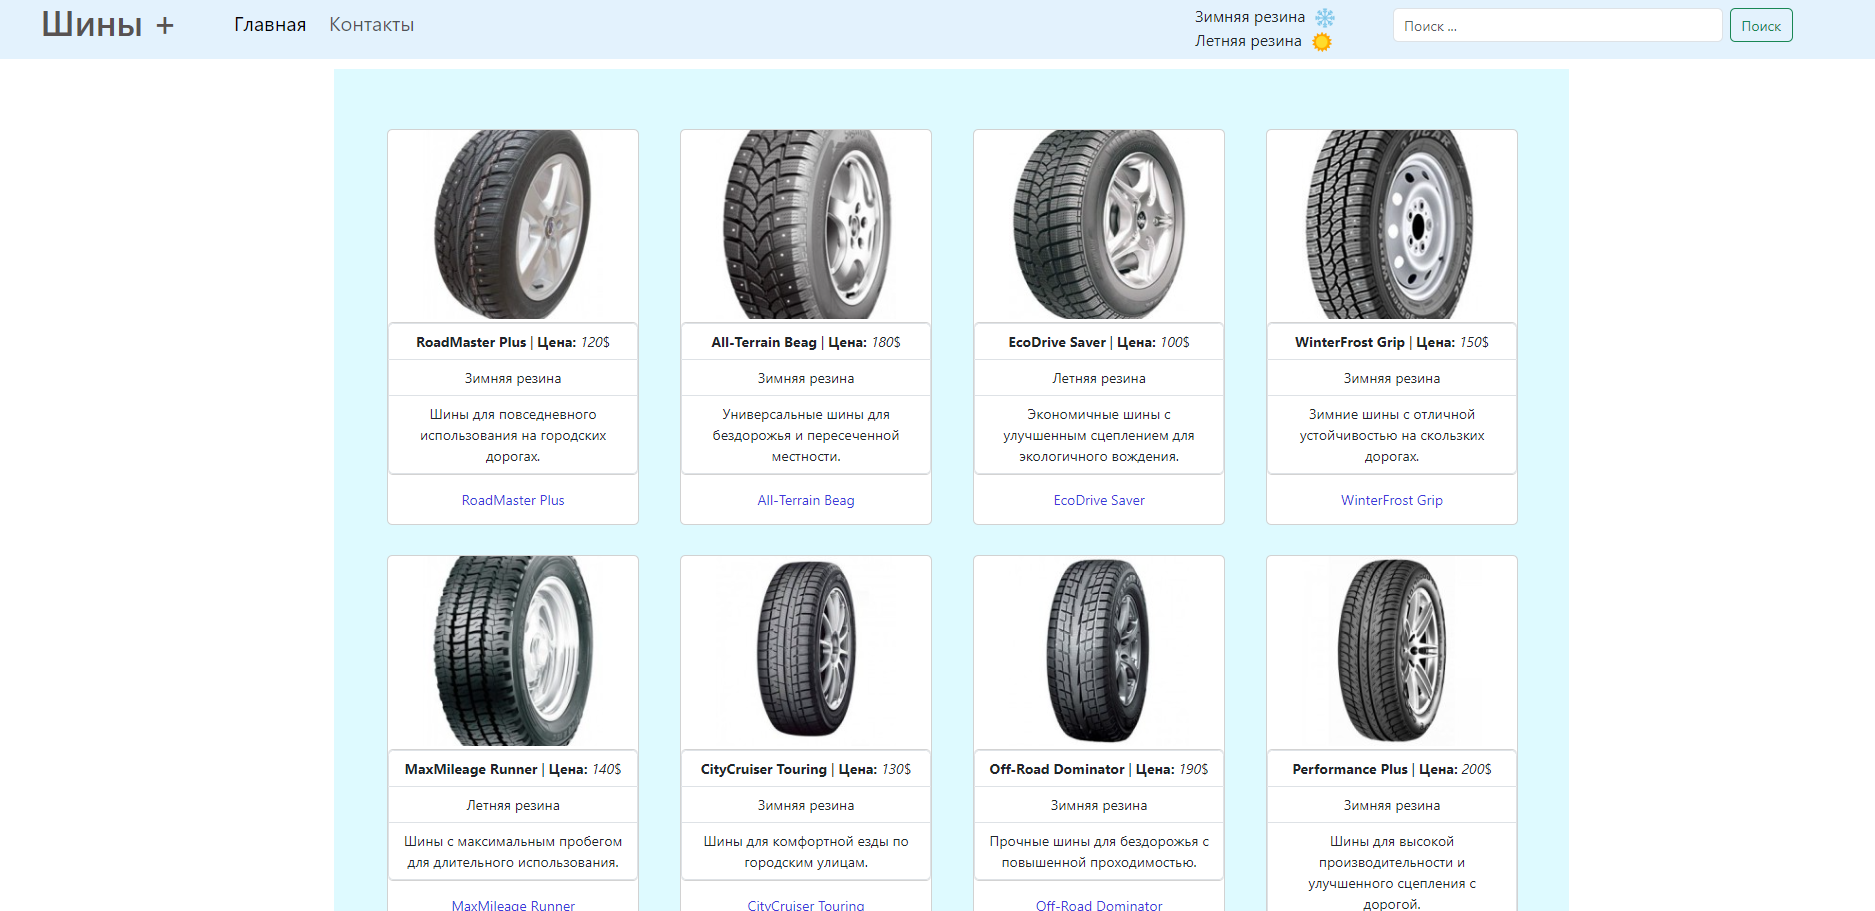 Шины +
Главная
Контакты
Зимняя резина
Летняя резина
Поиск ...
Поиск
RoadMaster Plus | Цена: 120$
Зимняя резина
Шины для повседневного
использования на городских
дорогах.
RoadMaster Plus
All-Terrain Beag | Цена: 180$
Зимняя резина
Универсальные шины для
бездорожья и пересеченной
местности.
All-Terrain Beag
EcoDrive Saver | Цена: 100$
Летняя резина
Экономичные шины с
улучшенным сцеплением для
экологичного вождения.
EcoDrive Saver
WinterFrost Grip | Цена: 150$
Зимняя резина
Зимние шины с отличной
устойчивостью на скользких
дорогах.
WinterFrost Grip
MaxMileage Runner | Цена: 140$
Летняя резина
Шины с максимальным пробегом
для длительного использования.
MaxMileage Runner
CityCruiser Touring | Цена: 130$
Зимняя резина
Шины для комфортной езды по
городским улицам.
CityCruiser Touring
Off-Road Dominator | Цена: 190$
Зимняя резина
Прочные шины для бездорожья с
повышенной проходимостью.
Off-Road Dominator
Performance Plus | Цена: 200$
Зимняя резина
Шины для высокой
производительности и
улучшенного сцепления с
дорогой.